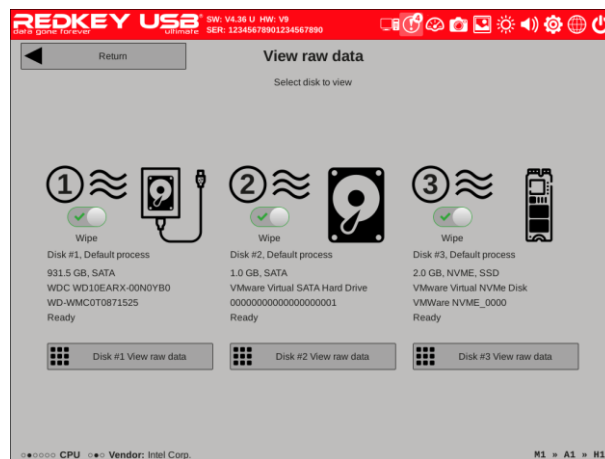 REDKEY USB®
data gone forever ultimate
SW: V4.36 U HW: V9
SER: 12345678901234567890
Return
View raw data
Select disk to view
1
Wipe
Disk #1, Default process
931.5 GB, SATA
WDC WD10EARX-00N0YB0
WD-WMC0T0871525
Ready
Disk #1 View raw data
2
Wipe
Disk #2, Default process
1.0 GB, SATA
VMware Virtual SATA Hard Drive
00000000000000000001
Ready
Disk #2 View raw data
3
Wipe
Disk #3, Default process
2.0 GB, NVME, SSD
VMware Virtual NVMe Disk
VMWare NVME_0000
Ready
Disk #3 View raw data
CPU Vendor: Intel Corp.
M1 » A1 » H1